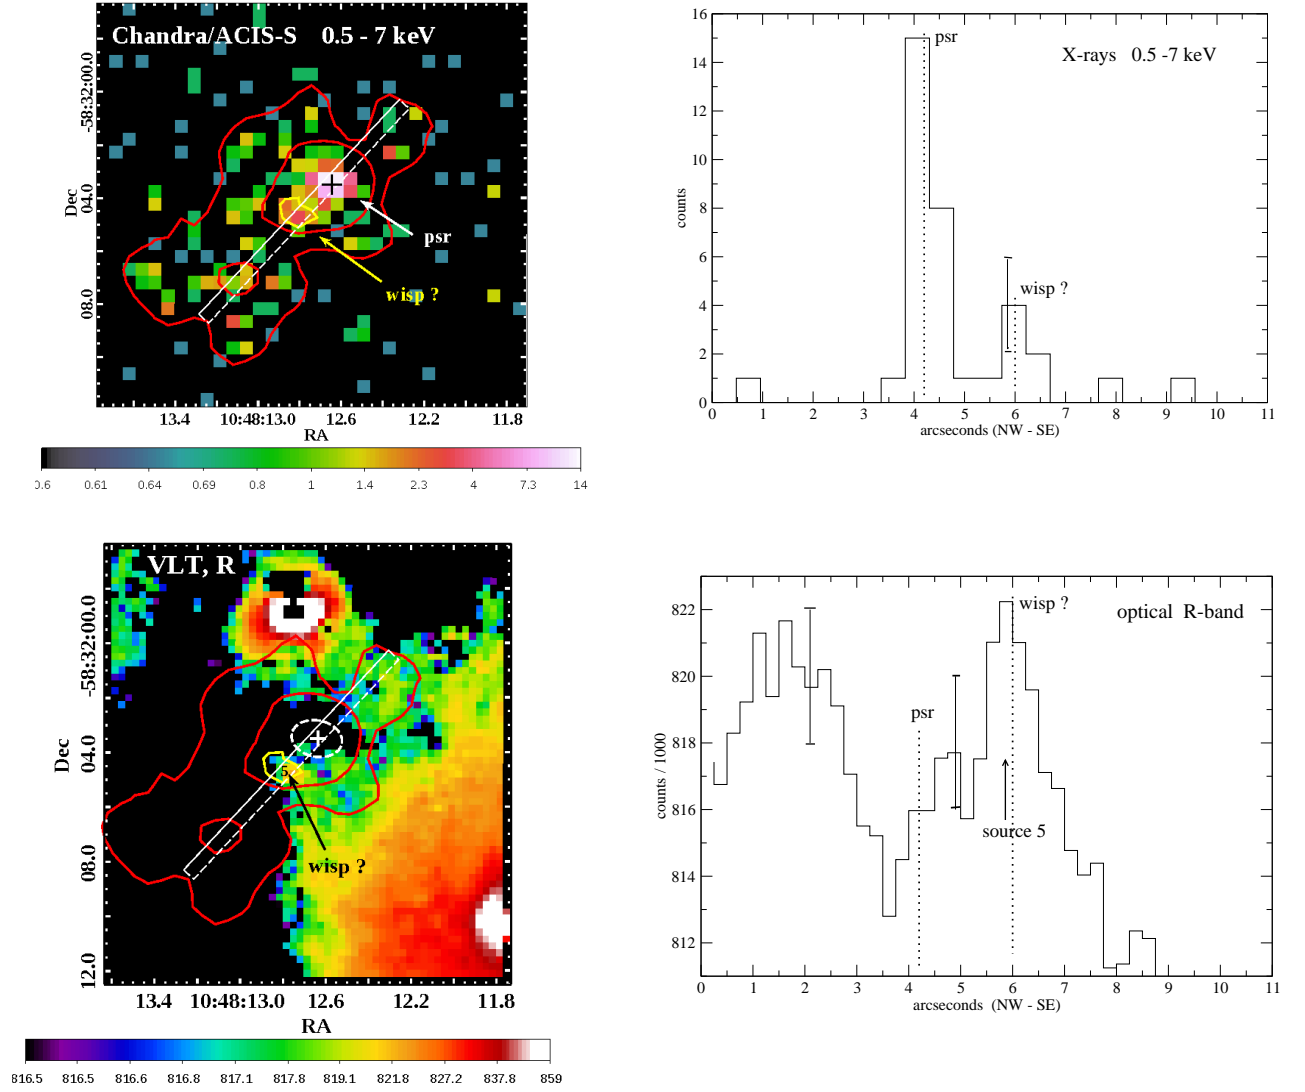 Chandra/ACIS-S 0.5 - 7 keV
-58:32:00.0
04.0
08.0
Dec
psr
wisp ?
13.4 10:48:13.0 12.6 12.2 11.8
RA
0.6 0.61 0.64 0.69 0.8 1 1.4 2.3 4 7.3 14
16
14
12
10
8
6
4
2
0
counts
psr
X-rays 0.5 -7 keV
wisp ?
0 1 2 3 4 5 6 7 8 9 10 11
arcseconds (NW - SE)
VLT, R
-58:32:00.0
04.0
08.0
12.0
Dec
5
wisp ?
13.4 10:48:13.0 12.6 12.2 11.8
RA
816.5 816.5 816.6 816.8 817.1 817.8 819.1 821.8 827.2 837.8 859
822
820
818
816
814
812
counts / 1000
wisp ?
optical R-band
psr
source 5
0 1 2 3 4 5 6 7 8 9 10 11
arcseconds (NW - SE)